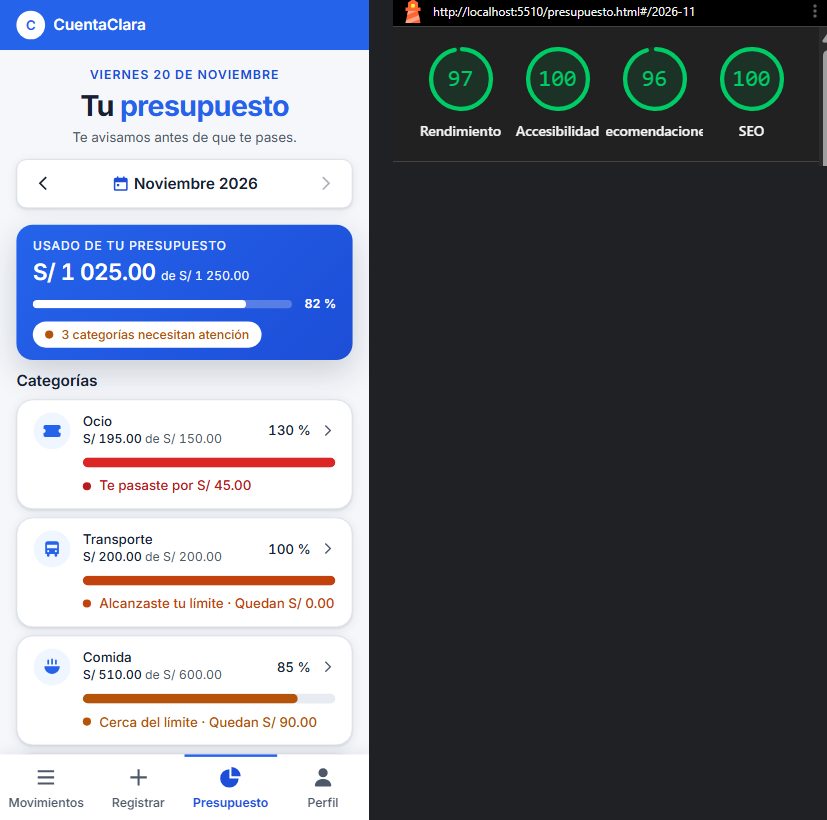 C CuentaClara
VIERNES 20 DE NOVIEMBRE
Tu presupuesto
Te avisamos antes de que te pases.
Noviembre 2026
USADO DE TU PRESUPUESTO
S/ 1 025.00 de S/ 1 250.00
82 %
3 categorías necesitan atención
Categorías
Ocio
S/ 195.00 de S/ 150.00
130 %
Te pasaste por S/ 45.00
Transporte
S/ 200.00 de S/ 200.00
100 %
Alcanzaste tu límite · Quedan S/ 0.00
Comida
S/ 510.00 de S/ 600.00
85 %
Cerca del límite · Quedan S/ 90.00
Movimientos
Registrar
Presupuesto
Perfil
http://localhost:5510/presupuesto.html#/2026-11
97
100
96
100
Rendimiento
Accesibilidad
ecomendacione
SEO